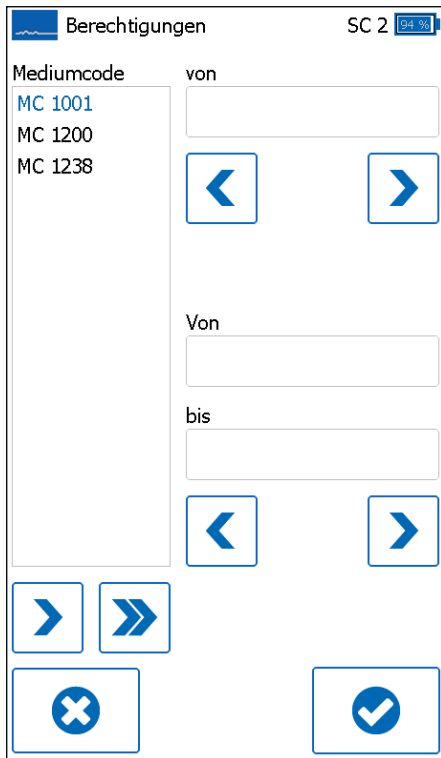 Berechtigungen SC 2 94 %
Mediumcode
MC 1001
MC 1200
MC 1238
von
Von
bis